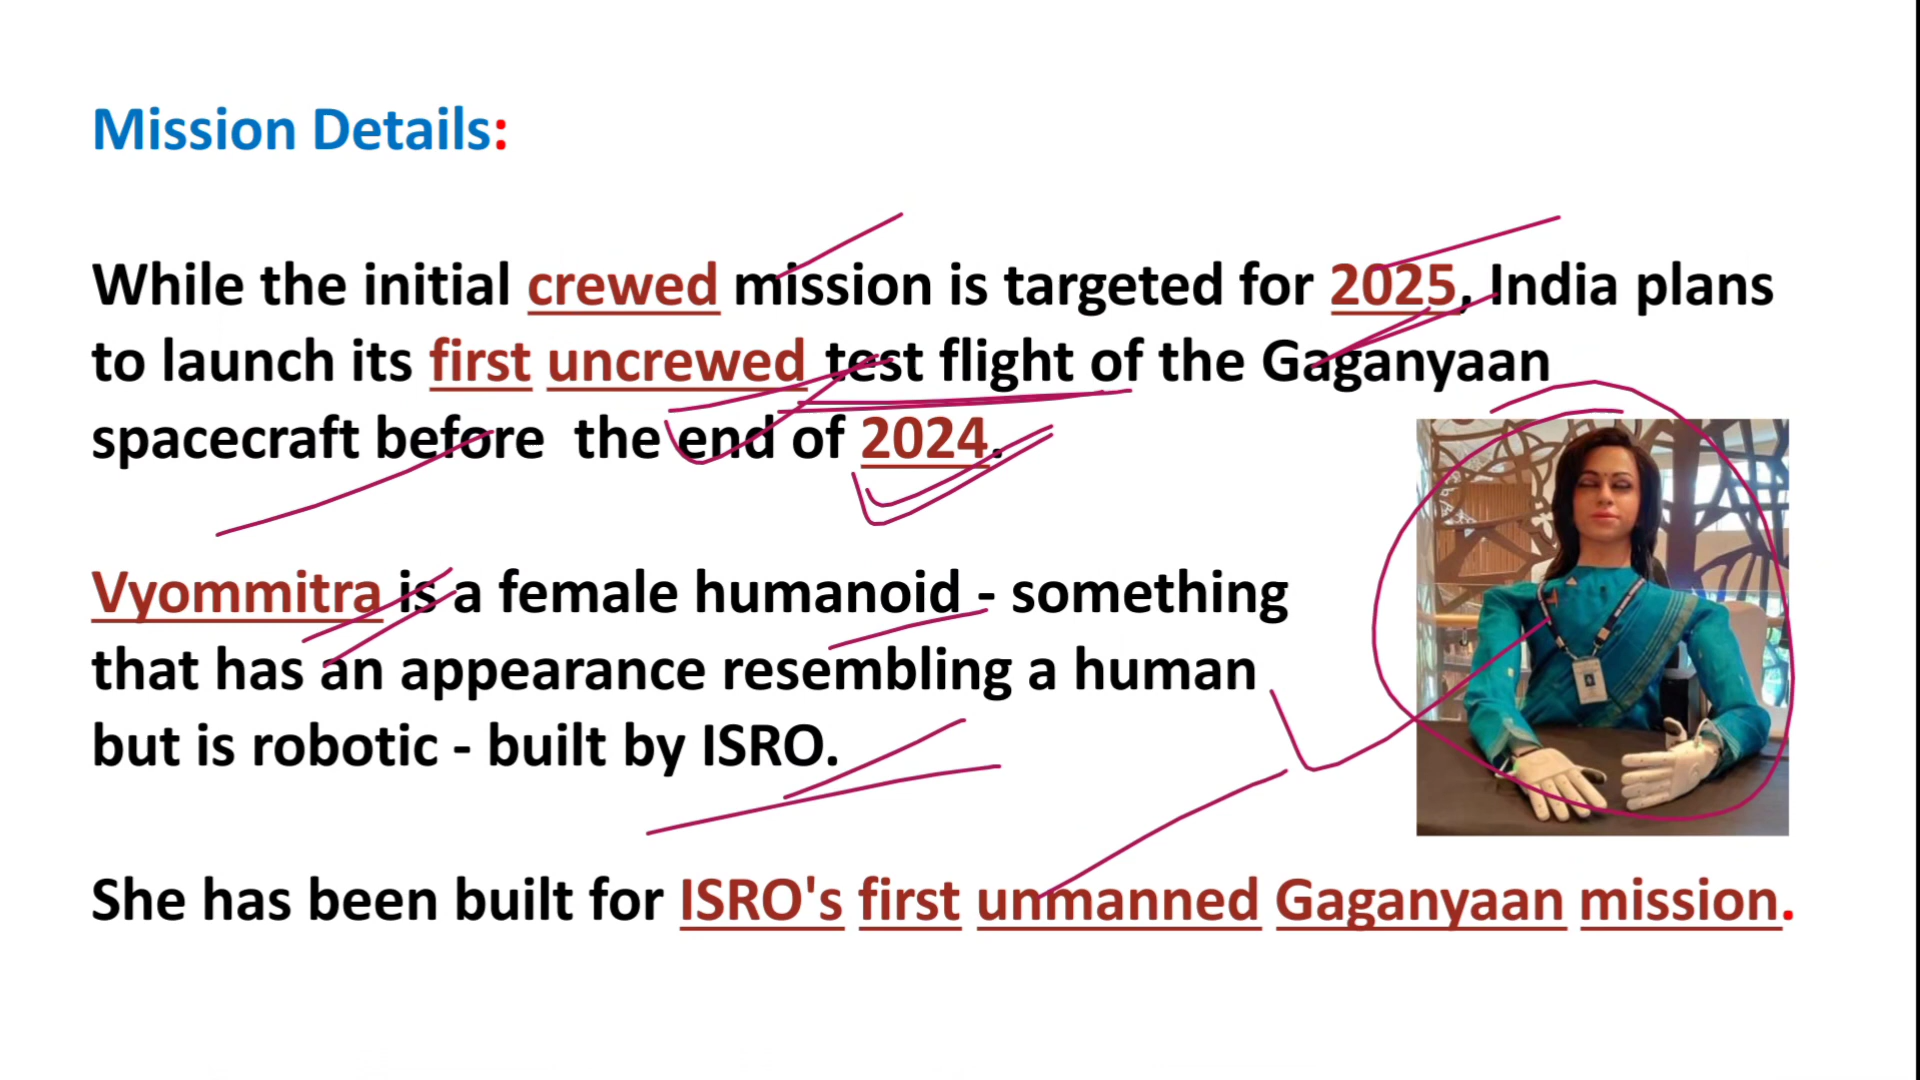 Mission Details:
While the initial crewed mission is targeted for 2025, India plans
to launch its first uncrewed test flight of the Gaganyaan
spacecraft before  the end of 2024.
Vyommitra is a female humanoid - something
that has an appearance resembling a human
but is robotic - built by ISRO.
She has been built for ISRO's first unmanned Gaganyaan mission.